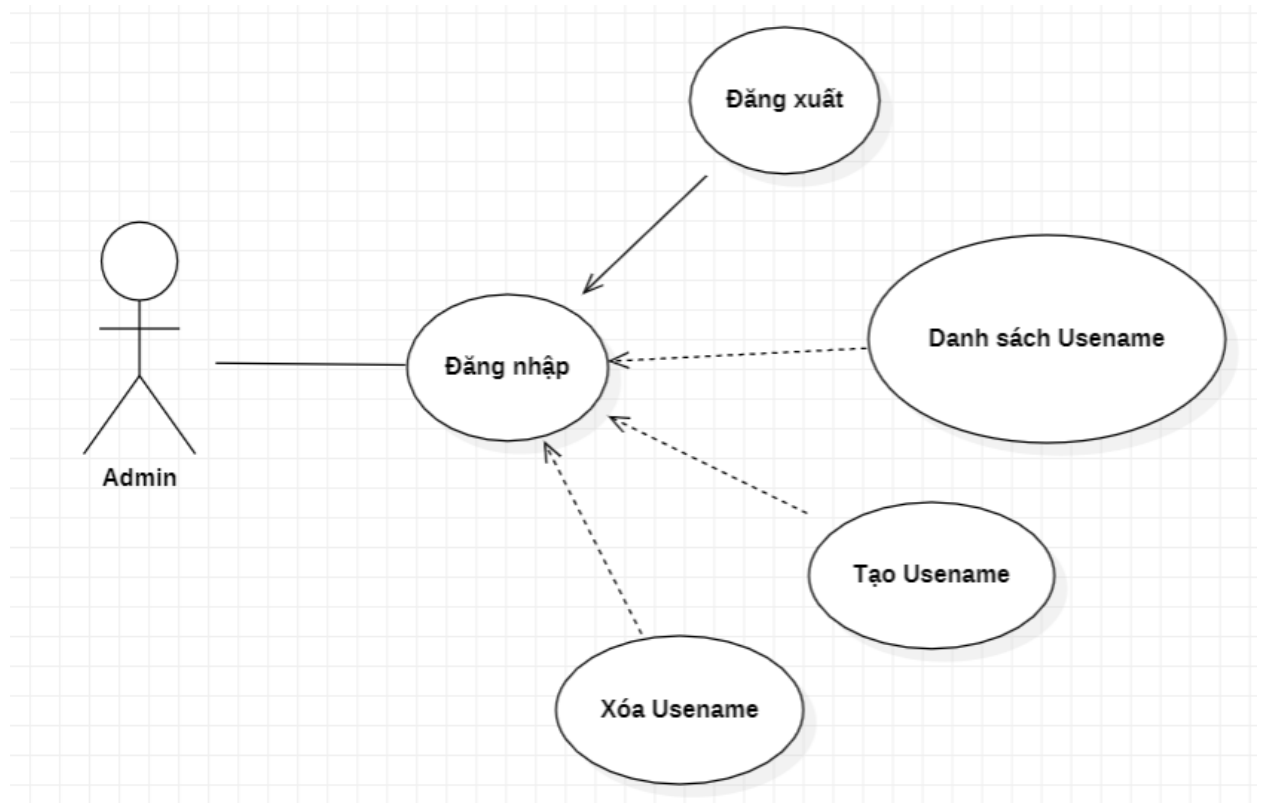 Đăng xuất
Danh sách Usename
Đăng nhập
Admin
Tạo Usename
Xóa Usename